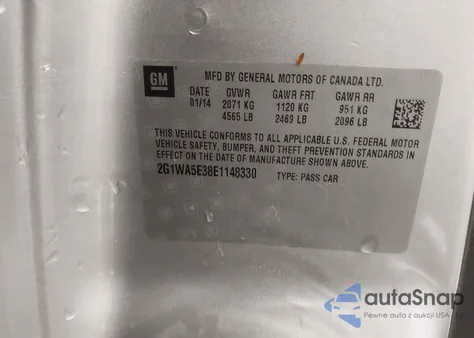 GM
MFD BY GENERAL MOTORS OF CANADA LTD.
DATE GVWR GAWR FRT GAWR RR
01/14 2071 KG 1120 KG 951 KG
4565 LB 2469 LB 2096 LB
THIS VEHICLE CONFORMS TO ALL APPLICABLE U.S. FEDERAL MOTOR
VEHICLE SAFETY, BUMPER, AND THEFT PREVENTION STANDARDS IN
EFFECT ON THE DATE OF MANUFACTURE SHOWN ABOVE.
2G1WA5E38E1148330 TYPE: PASS CAR
autaSnap
Pewne auta z aukcji USA